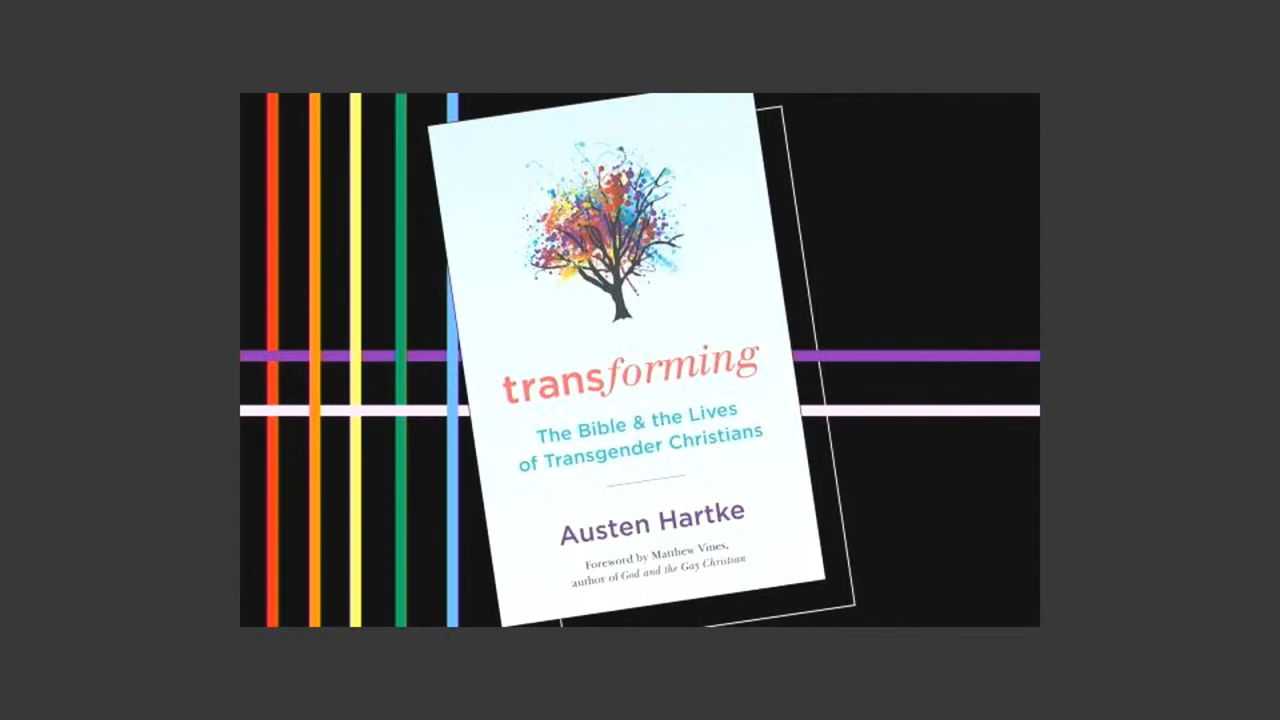 transforming
The Bible & the Lives
of Transgender Christians
Austen Hartke
Foreword by Matthew Vines,
author of God and the Gay Christian